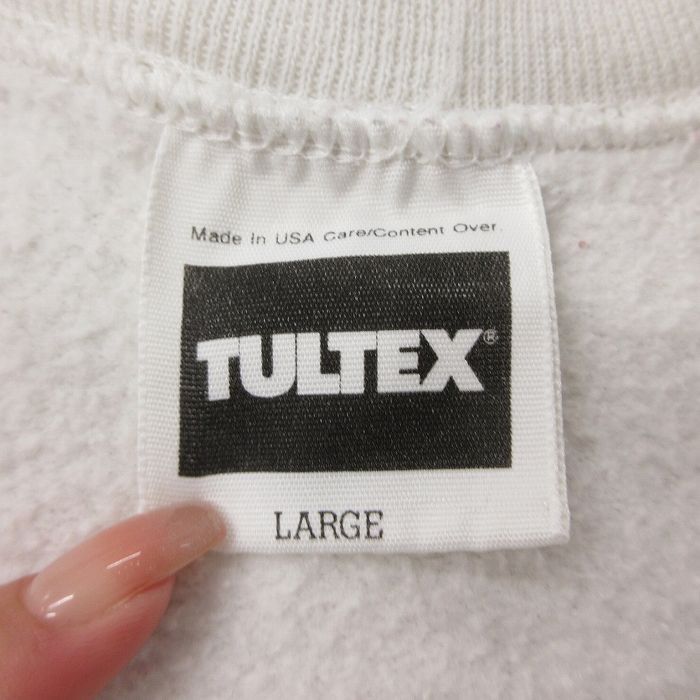 Made In USA Care/Content Over.
TULTEX®
LARGE